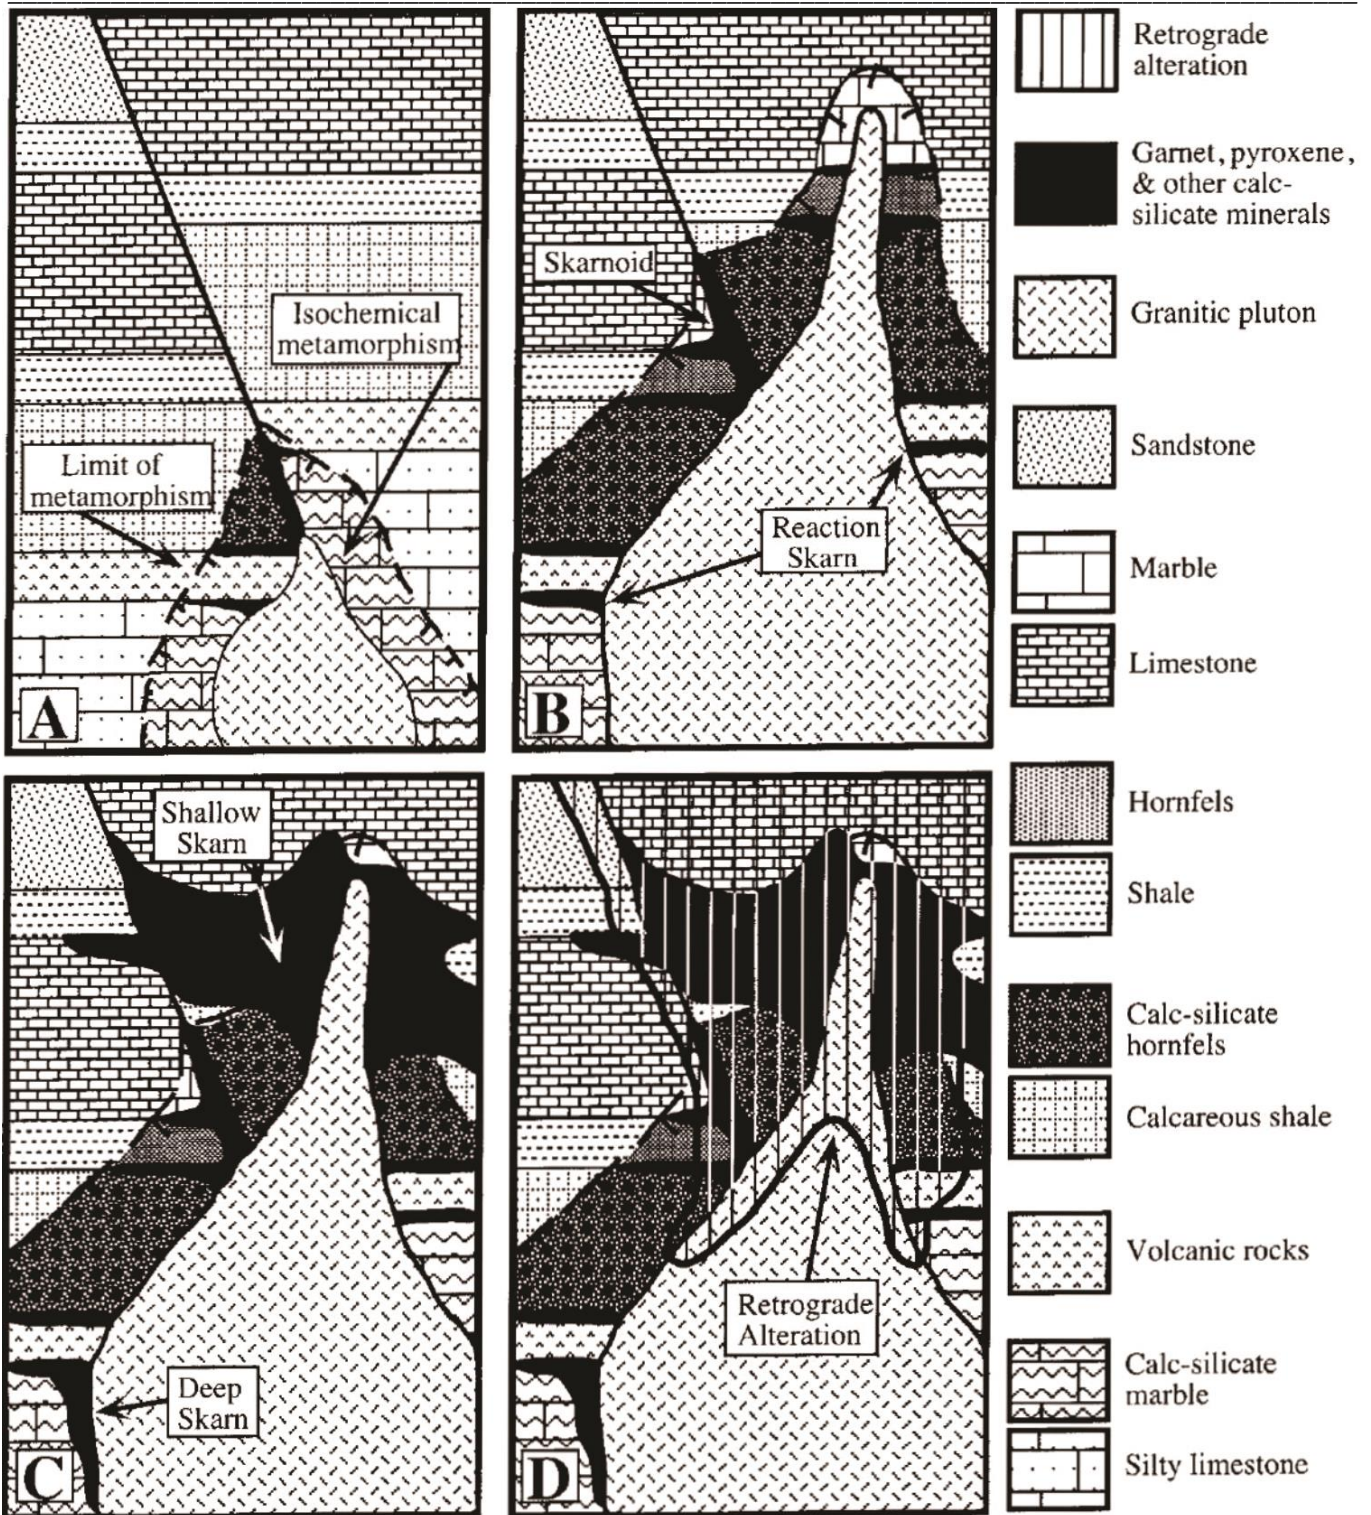 Isochemical
metamorphism
Limit of
metamorphism
A
Skarnoid
Reaction
Skarn
B
Shallow
Skarn
Deep
Skarn
C
Retrograde
Alteration
D
Retrograde
alteration
Garnet, pyroxene,
& other calc-
silicate minerals
Granitic pluton
Sandstone
Marble
Limestone
Hornfels
Shale
Calc-silicate
hornfels
Calcareous shale
Volcanic rocks
Calc-silicate
marble
Silty limestone